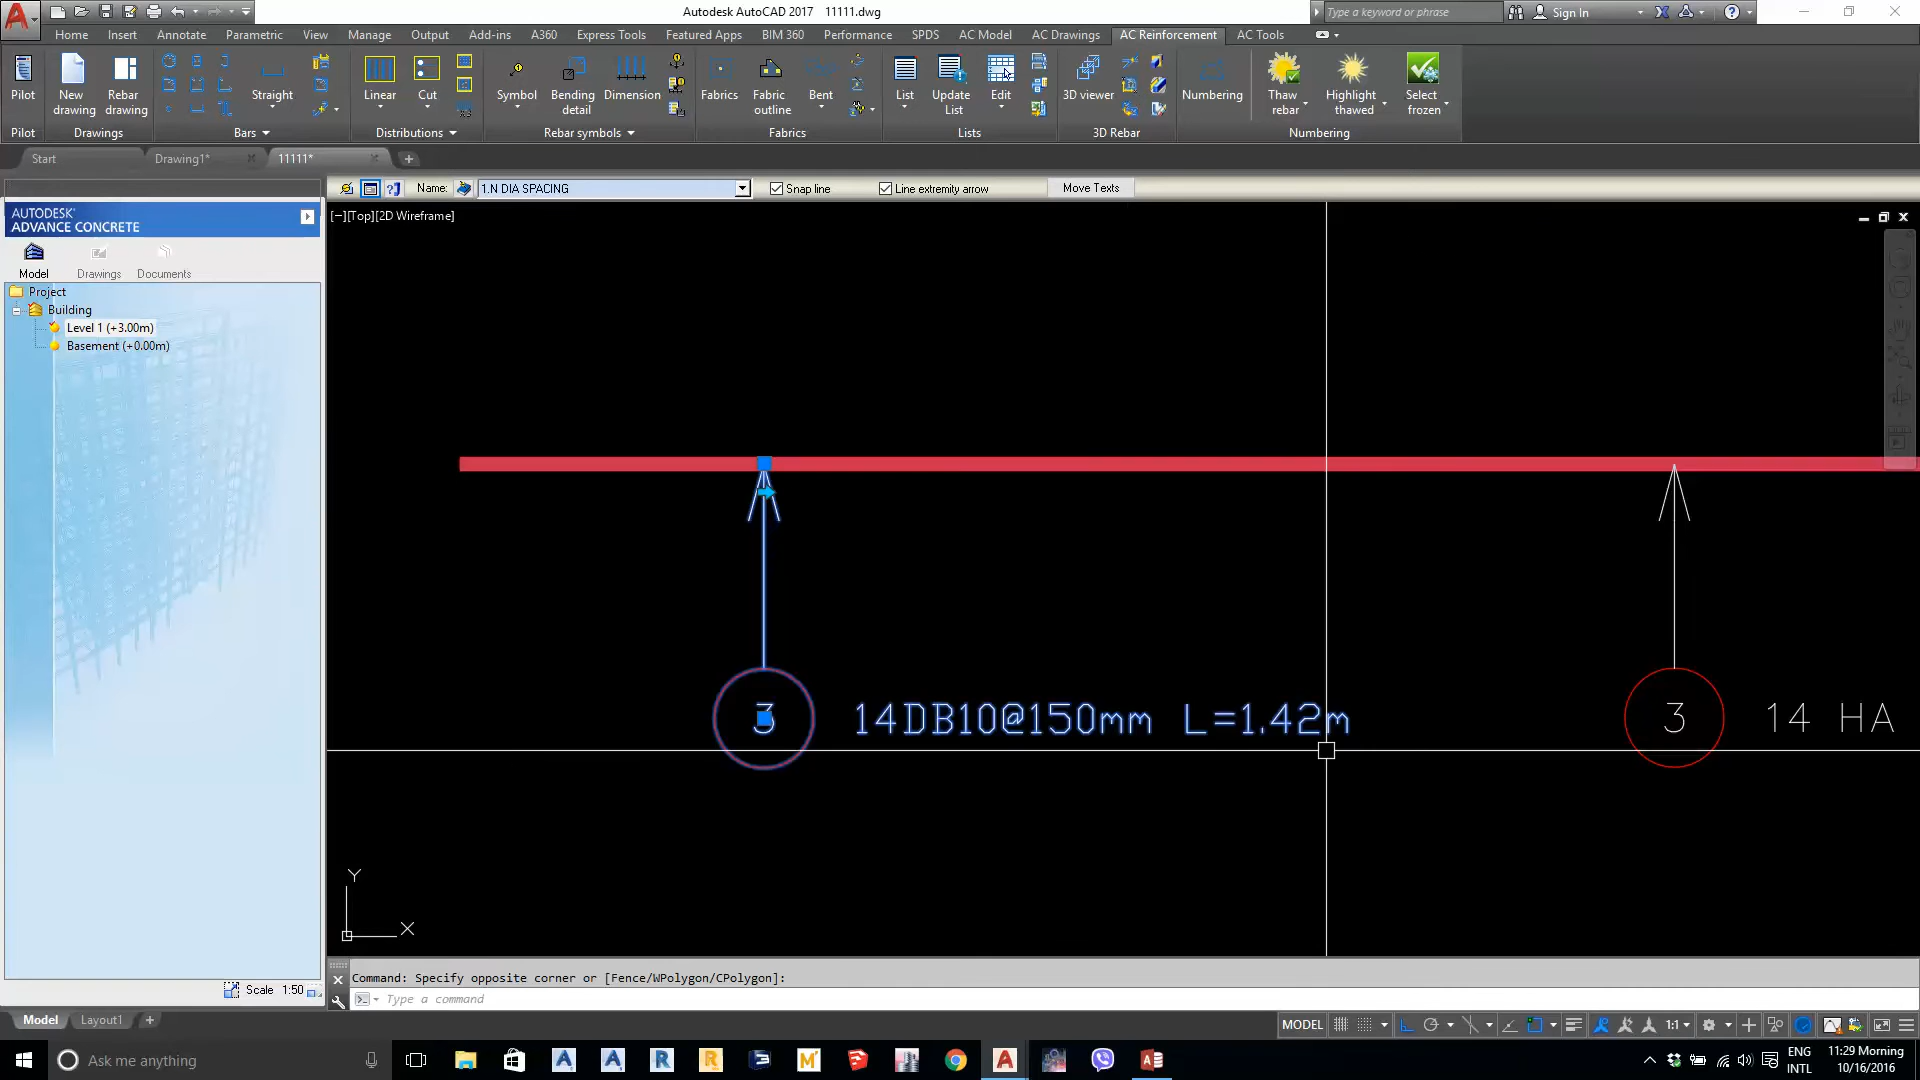 Autodesk AutoCAD 2017 11111.dwg
Type a keyword or phrase
Sign In
Home Insert Annotate Parametric View Manage Output Add-ins A360 Express Tools Featured Apps BIM 360 Performance SPDS AC Model AC Drawings AC Reinforcement AC Tools
Pilot New drawing Rebar drawing Straight Linear Cut Symbol Bending detail Dimension Fabrics Fabric outline Bent List Update List Edit 3D viewer Numbering Thaw rebar Highlight thawed Select frozen
Pilot Drawings Bars Distributions Rebar symbols Fabrics Lists 3D Rebar Numbering
Start Drawing1* 11111*
Name: 1.N DIA SPACING Snap line Line extremity arrow Move Texts
[−][Top][2D Wireframe]
AUTODESK®
ADVANCE CONCRETE
Model Drawings Documents
Project
Building
Level 1 (+3.00m)
Basement (+0.00m)
3 14DB10@150mm L=1.42m 3 14 HA
Y
X
Command: Specify opposite corner or [Fence/WPolygon/CPolygon]:
Type a command
Scale 1:50
Model Layout1
MODEL 1:1
Ask me anything
ENG
INTL
11:29 Morning
10/16/2016